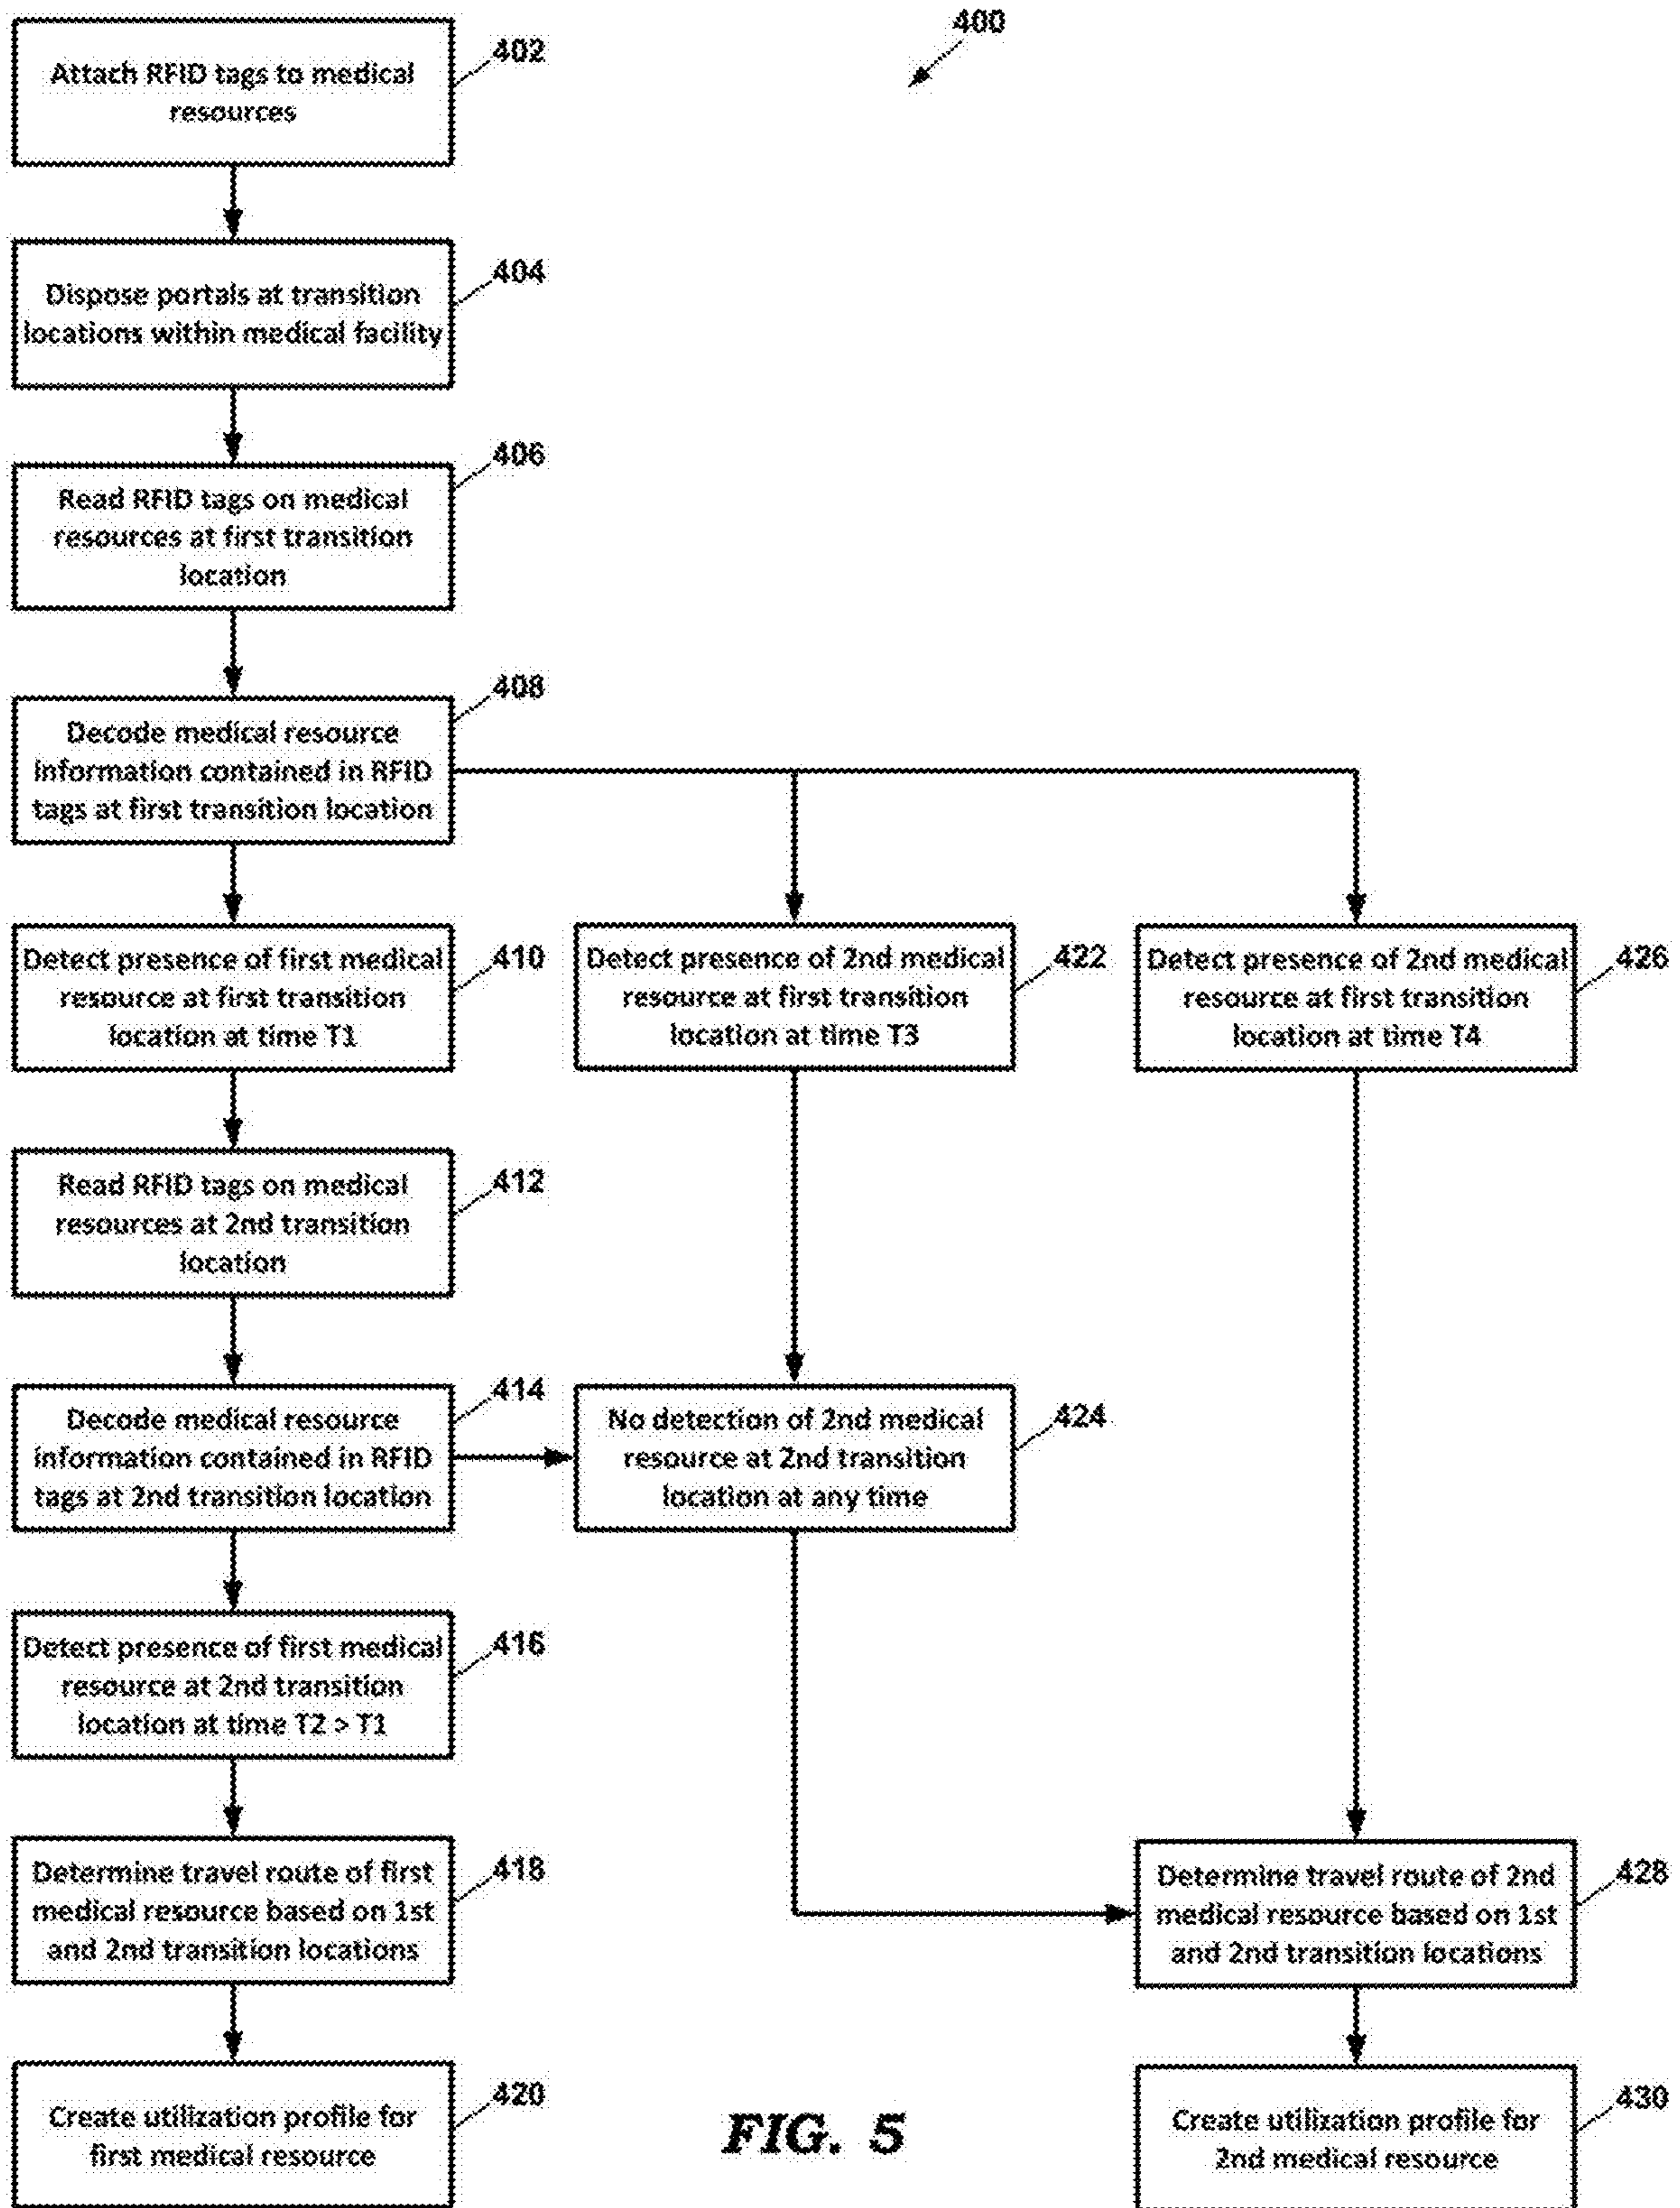 400
402
Attach RFID tags to medical
resources
404
Dispose portals at transition
locations within medical facility
406
Read RFID tags on medical
resources at first transition
location
408
Decode medical resource
information contained in RFID
tags at first transition location
Detect presence of first medical
resource at first transition
location at time T1
410
Detect presence of 2nd medical
resource at first transition
location at time T3
422
Detect presence of 2nd medical
resource at first transition
location at time T4
426
412
Read RFID tags on medical
resources at 2nd transition
location
414
Decode medical resource
information contained in RFID
tags at 2nd transition location
No detection of 2nd medical
resource at 2nd transition
location at any time
424
Detect presence of first medical
resource at 2nd transition
location at time T2 > T1
416
Determine travel route of first
medical resource based on 1st
and 2nd transition locations
418
Determine travel route of 2nd
medical resource based on 1st
and 2nd transition locations
428
Create utilization profile for
first medical resource
420
Create utilization profile for
2nd medical resource
430
FIG. 5